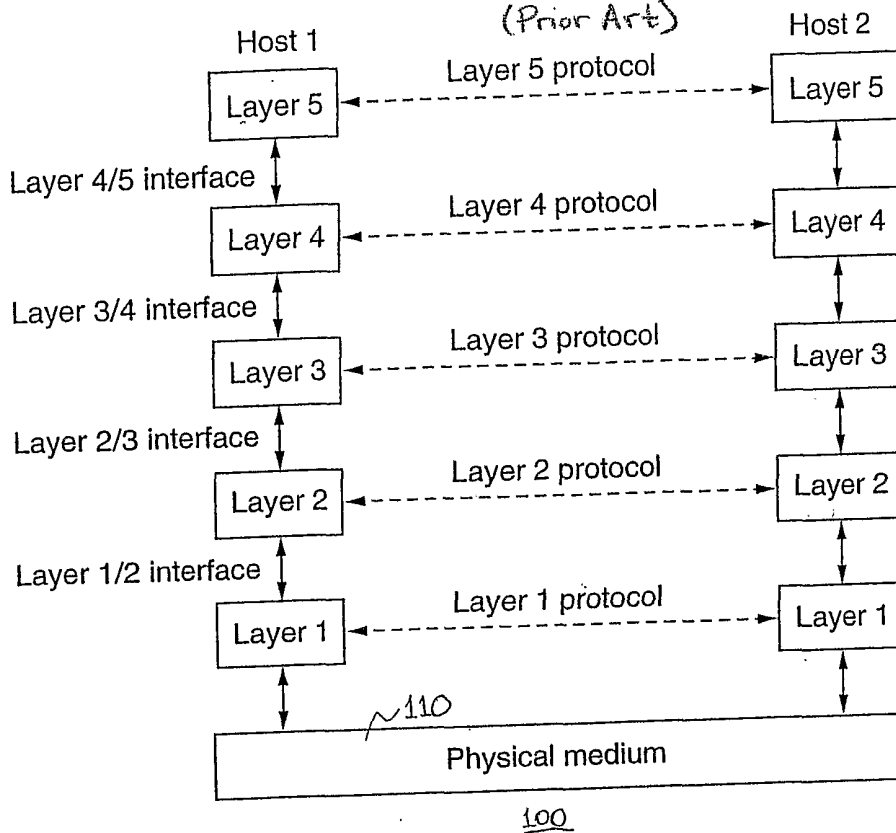 (Prior Art)
Host 1
Host 2
Layer 5 protocol
Layer 5
Layer 5
Layer 4/5 interface
Layer 4 protocol
Layer 4
Layer 4
Layer 3/4 interface
Layer 3 protocol
Layer 3
Layer 3
Layer 2/3 interface
Layer 2 protocol
Layer 2
Layer 2
Layer 1/2 interface
Layer 1 protocol
Layer 1
Layer 1
110
Physical medium
100